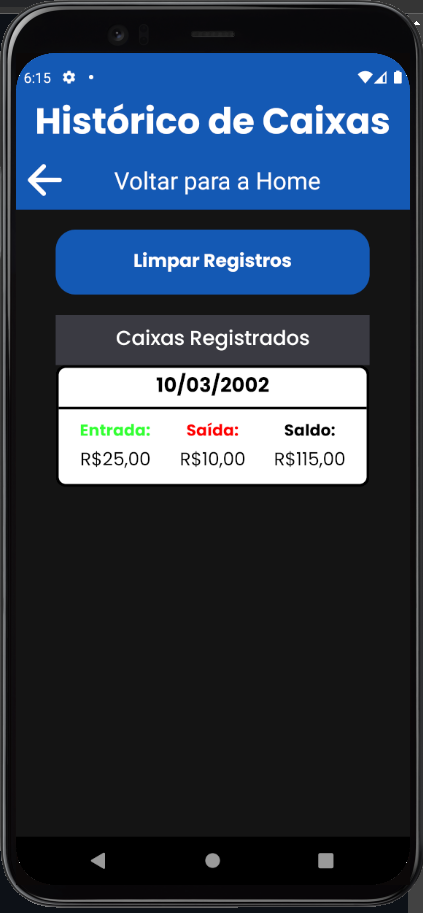 6:15
Histórico de Caixas
Voltar para a Home
Limpar Registros
Caixas Registrados
10/03/2002
Entrada: Saída: Saldo:
R$25,00 R$10,00 R$115,00